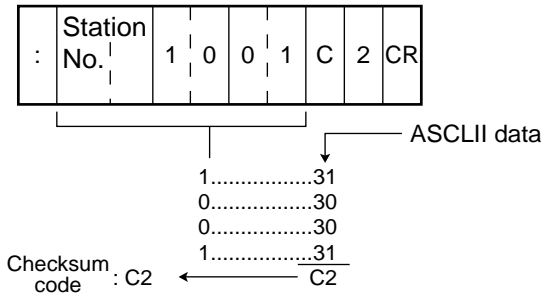 : Station No. 1 0 0 1 C 2 CR
ASCLII data
1.................31
0.................30
0.................30
1.................31
Checksum code : C2 C2